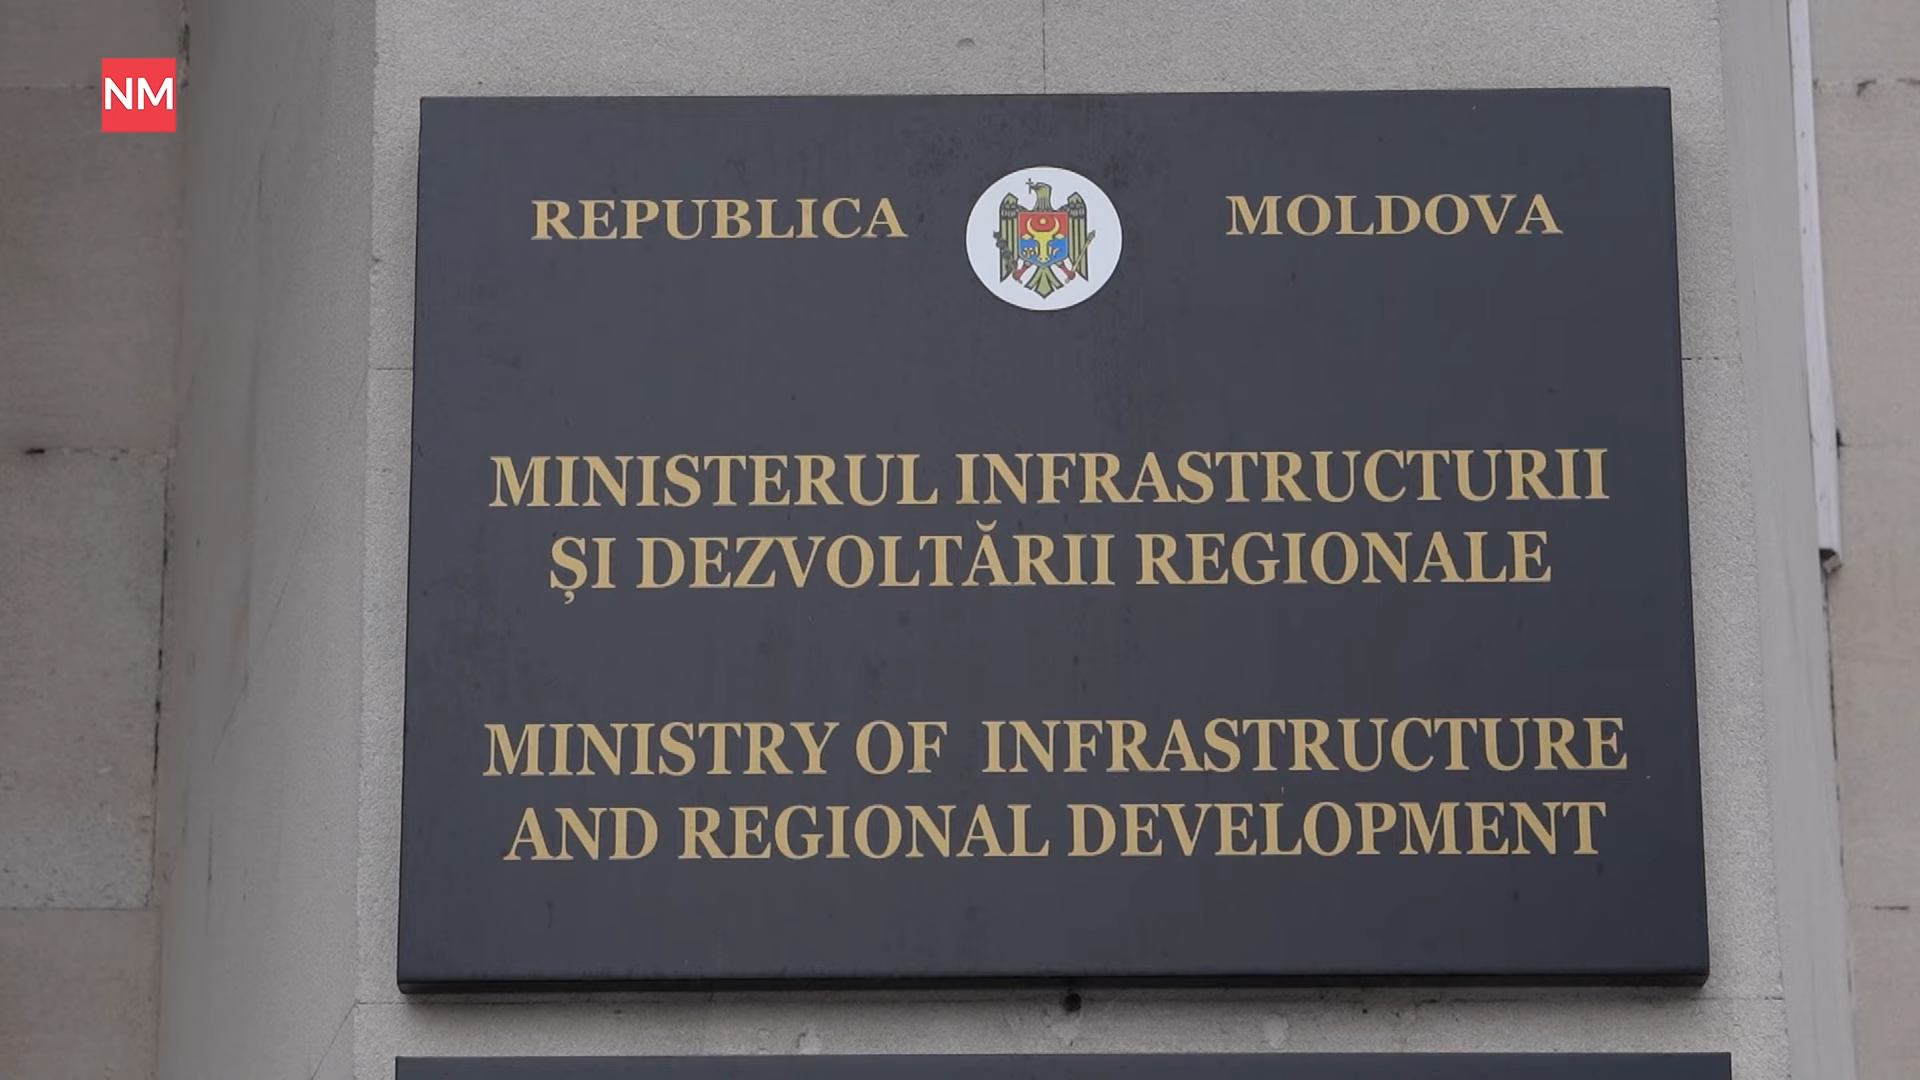 NM
REPUBLICA MOLDOVA
MINISTERUL INFRASTRUCTURII
ȘI DEZVOLTĂRII REGIONALE
MINISTRY OF INFRASTRUCTURE
AND REGIONAL DEVELOPMENT